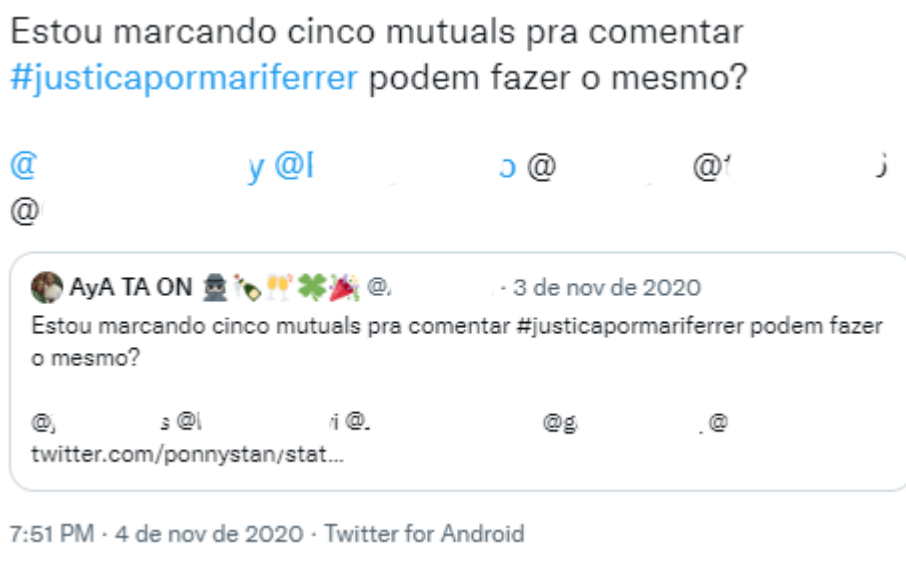 Estou marcando cinco mutuals pra comentar
#justicapormariferrer podem fazer o mesmo?
AyA TA ON 3 de nov de 2020
Estou marcando cinco mutuals pra comentar #justicapormariferrer podem fazer
o mesmo?
twitter.com/ponnystan/stat...
7:51 PM · 4 de nov de 2020 · Twitter for Android